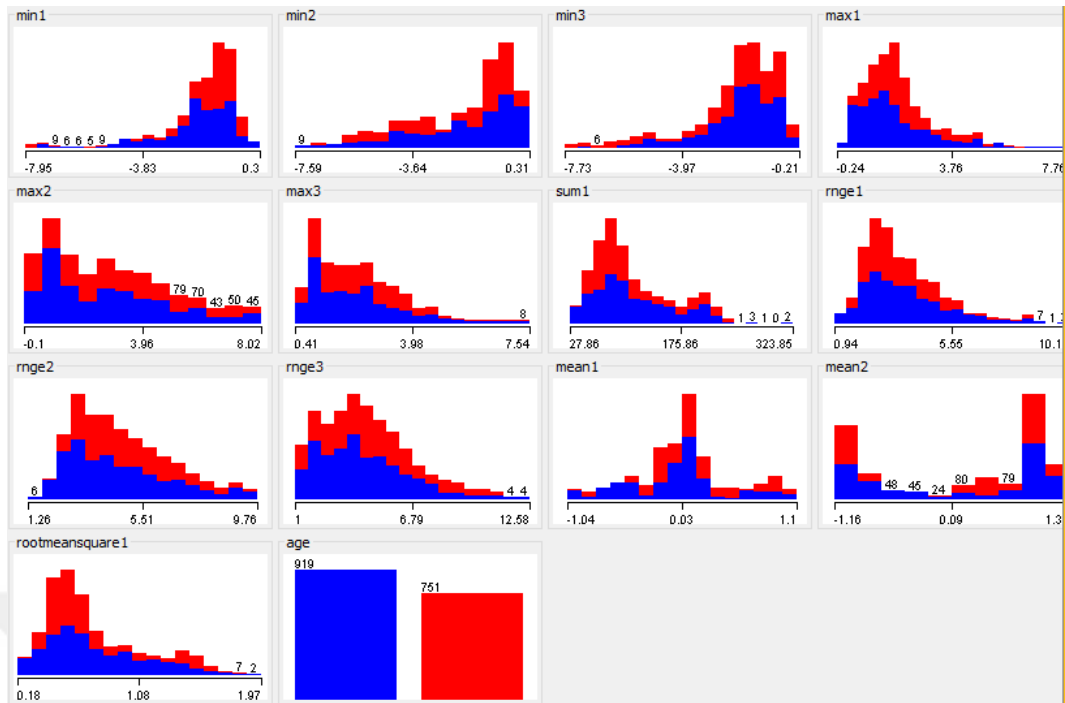 min1
min2
min3
max1
9 6 6 5 9
-7.95 -3.83 0.3
9
-7.59 -3.64 0.31
6
-7.73 -3.97 -0.21
-0.24 3.76 7.76
max2
max3
sum1
rnge1
79 70 43 50 45
-0.1 3.96 8.02
8
0.41 3.98 7.54
1 3 1 0 2
27.86 175.86 323.85
7 1
0.94 5.55 10.1
rnge2
rnge3
mean1
mean2
6
1.26 5.51 9.76
4 4
1 6.79 12.58
-1.04 0.03 1.1
48 45 24 80 79
-1.16 0.09 1.3
rootmeansquare1
age
7 2
0.18 1.08 1.97
919
751